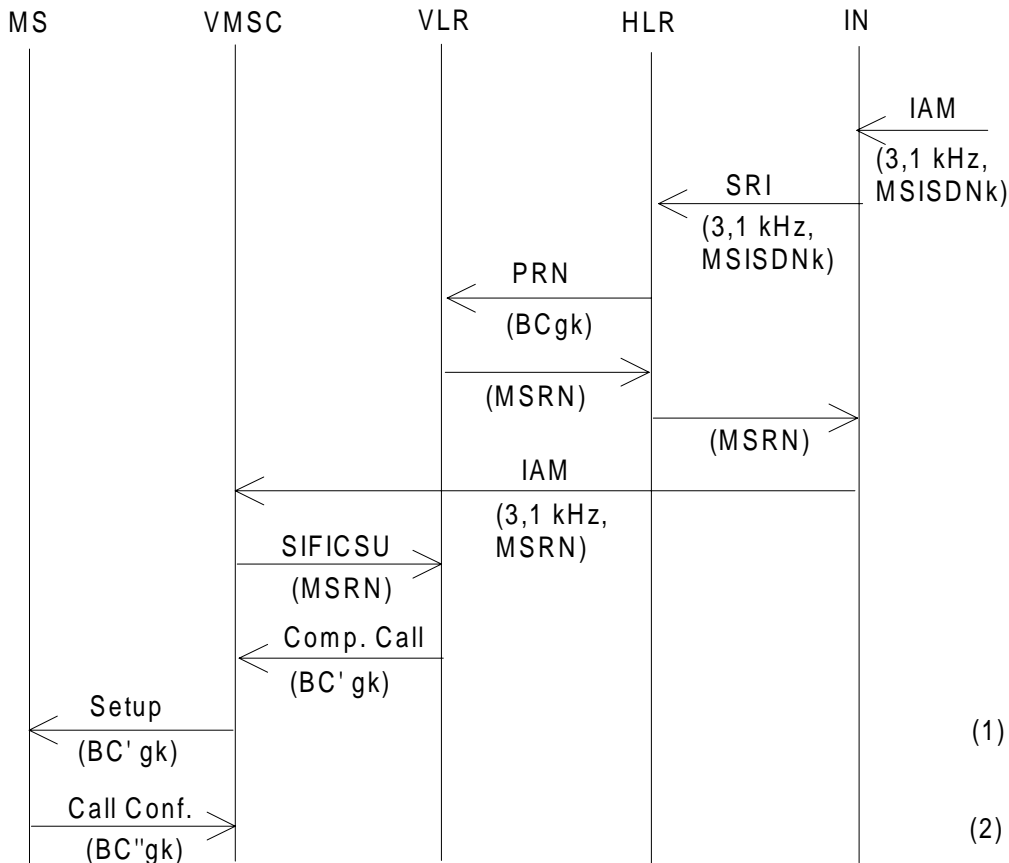 MS VMSC VLR HLR IN
IAM
(3,1 kHz,
MSISDNk)
SRI
(3,1 kHz,
MSISDNk)
PRN
(BCgk)
(MSRN)
(MSRN)
IAM
(3,1 kHz,
MSRN)
SIFICSU
(MSRN)
Comp. Call
(BC' gk)
Setup
(BC' gk)
(1)
Call Conf.
(BC"gk)
(2)